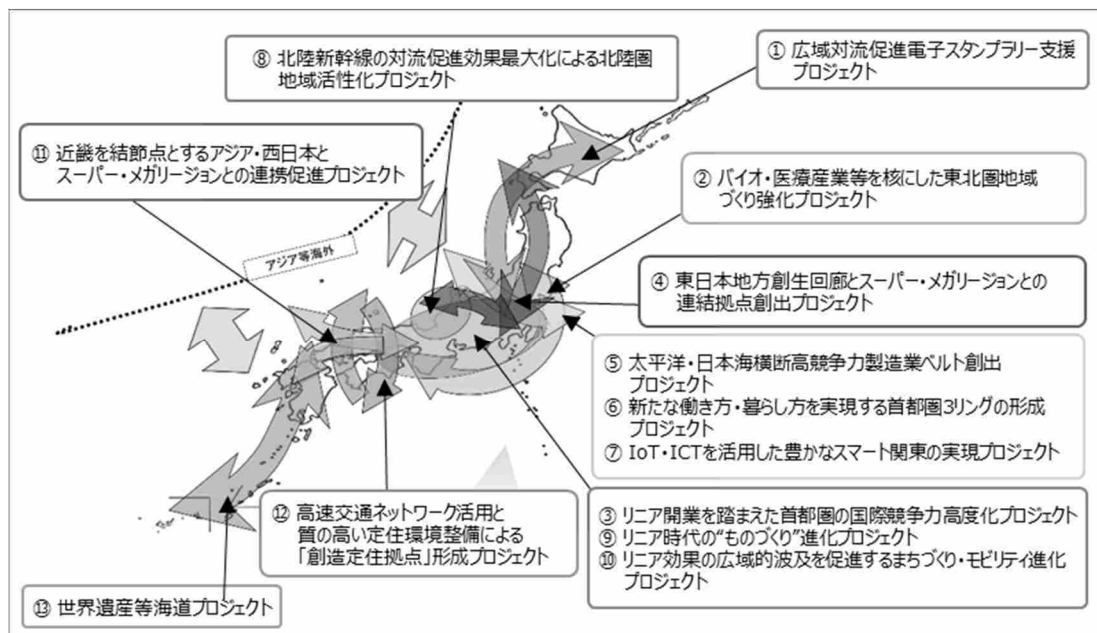 ⑧ 北陸新幹線の対流促進効果最大化による北陸圏
地域活性化プロジェクト
① 広域対流促進電子スタンプラリー支援
プロジェクト
⑪ 近畿を結節点とするアジア・西日本と
スーパー・メガリージョンとの連携促進プロジェクト
② バイオ・医療産業等を核にした東北圏地域
づくり強化プロジェクト
アジア等海外
④ 東日本地方創生回廊とスーパー・メガリージョンとの
連結拠点創出プロジェクト
⑤ 太平洋・日本海横断高競争力製造業ベルト創出
プロジェクト
⑥ 新たな働き方・暮らし方を実現する首都圏3リングの形成
プロジェクト
⑦ IoT・ICTを活用した豊かなスマート関東の実現プロジェクト
⑫ 高速交通ネットワーク活用と
質の高い定住環境整備による
「創造定住拠点」形成プロジェクト
③ リニア開業を踏まえた首都圏の国際競争力高度化プロジェクト
⑨ リニア時代の“ものづくり”進化プロジェクト
⑩ リニア効果の広域的波及を促進するまちづくり・モビリティ進化
プロジェクト
⑬ 世界遺産等海道プロジェクト